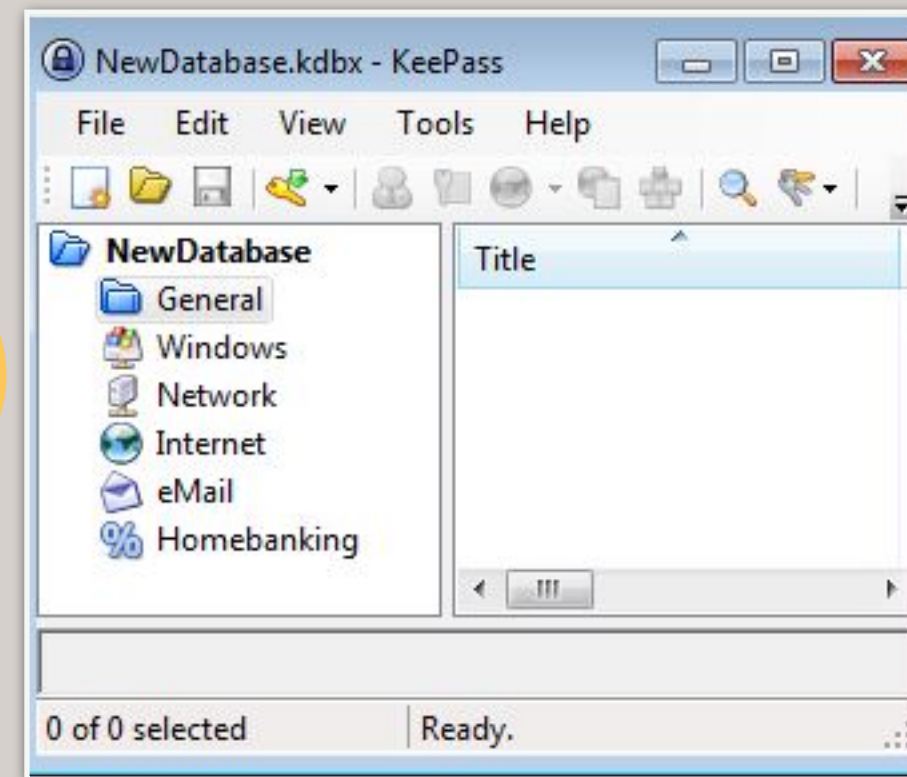 NewDatabase.kdbx - KeePass
File Edit View Tools Help
NewDatabase
General
Windows
Network
Internet
eMail
Homebanking
Title
0 of 0 selected
Ready.